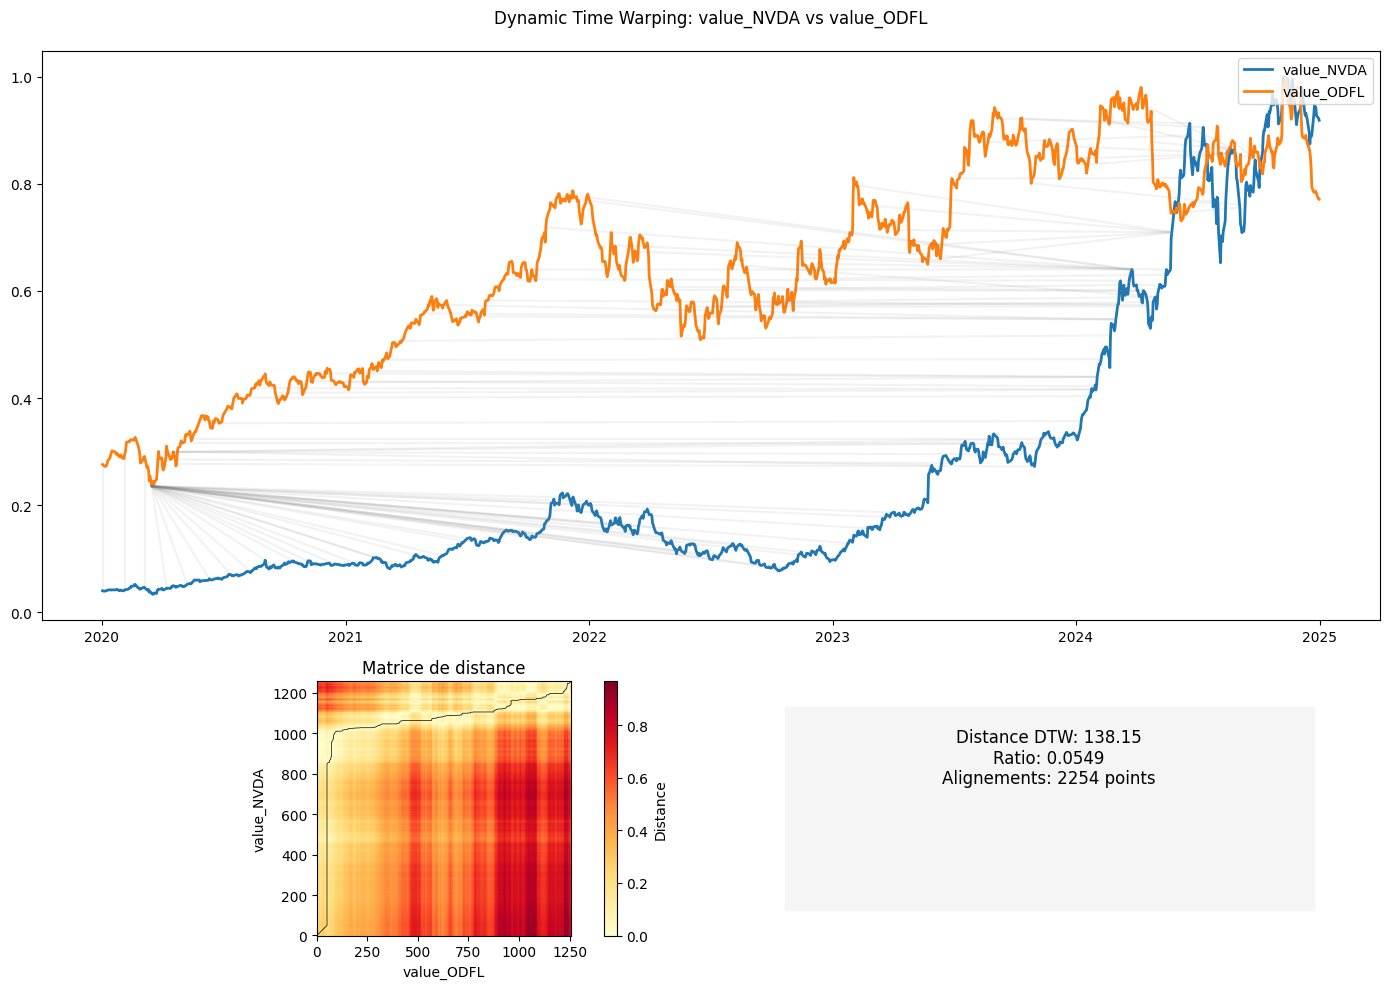 Dynamic Time Warping: value_NVDA vs value_ODFL
value_NVDA
value_ODFL
1.0
0.8
0.6
0.4
0.2
0.0
2020 2021 2022 2023 2024 2025
Matrice de distance
value_NVDA
1200
1000
800
600
400
200
0
0 250 500 750 1000 1250
value_ODFL
0.8
0.6
0.4
0.2
0.0
Distance
Distance DTW: 138.15
Ratio: 0.0549
Alignements: 2254 points